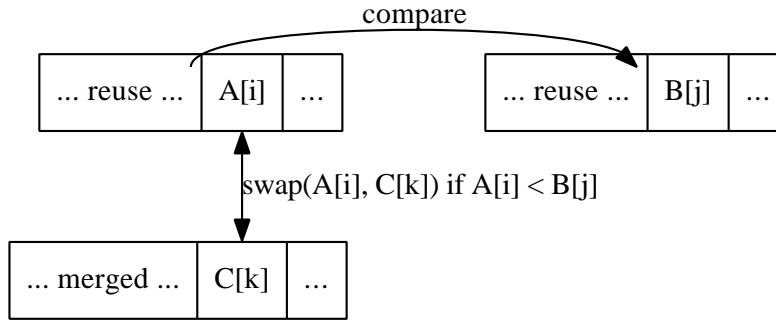 compare
... reuse ... A[i] ... ... reuse ... B[j] ...
swap(A[i], C[k]) if A[i] < B[j]
... merged ... C[k] ...